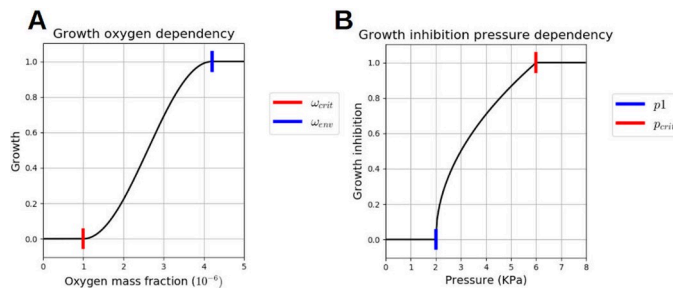 A
Growth oxygen dependency
Growth
1.0
0.8
0.6
0.4
0.2
0.0
0 1 2 3 4 5
Oxygen mass fraction (10⁻⁶)
ω_crit
ω_env
B
Growth inhibition pressure dependency
Growth inhibition
1.0
0.8
0.6
0.4
0.2
0.0
0 1 2 3 4 5 6 7 8
Pressure (KPa)
p1
p_crit